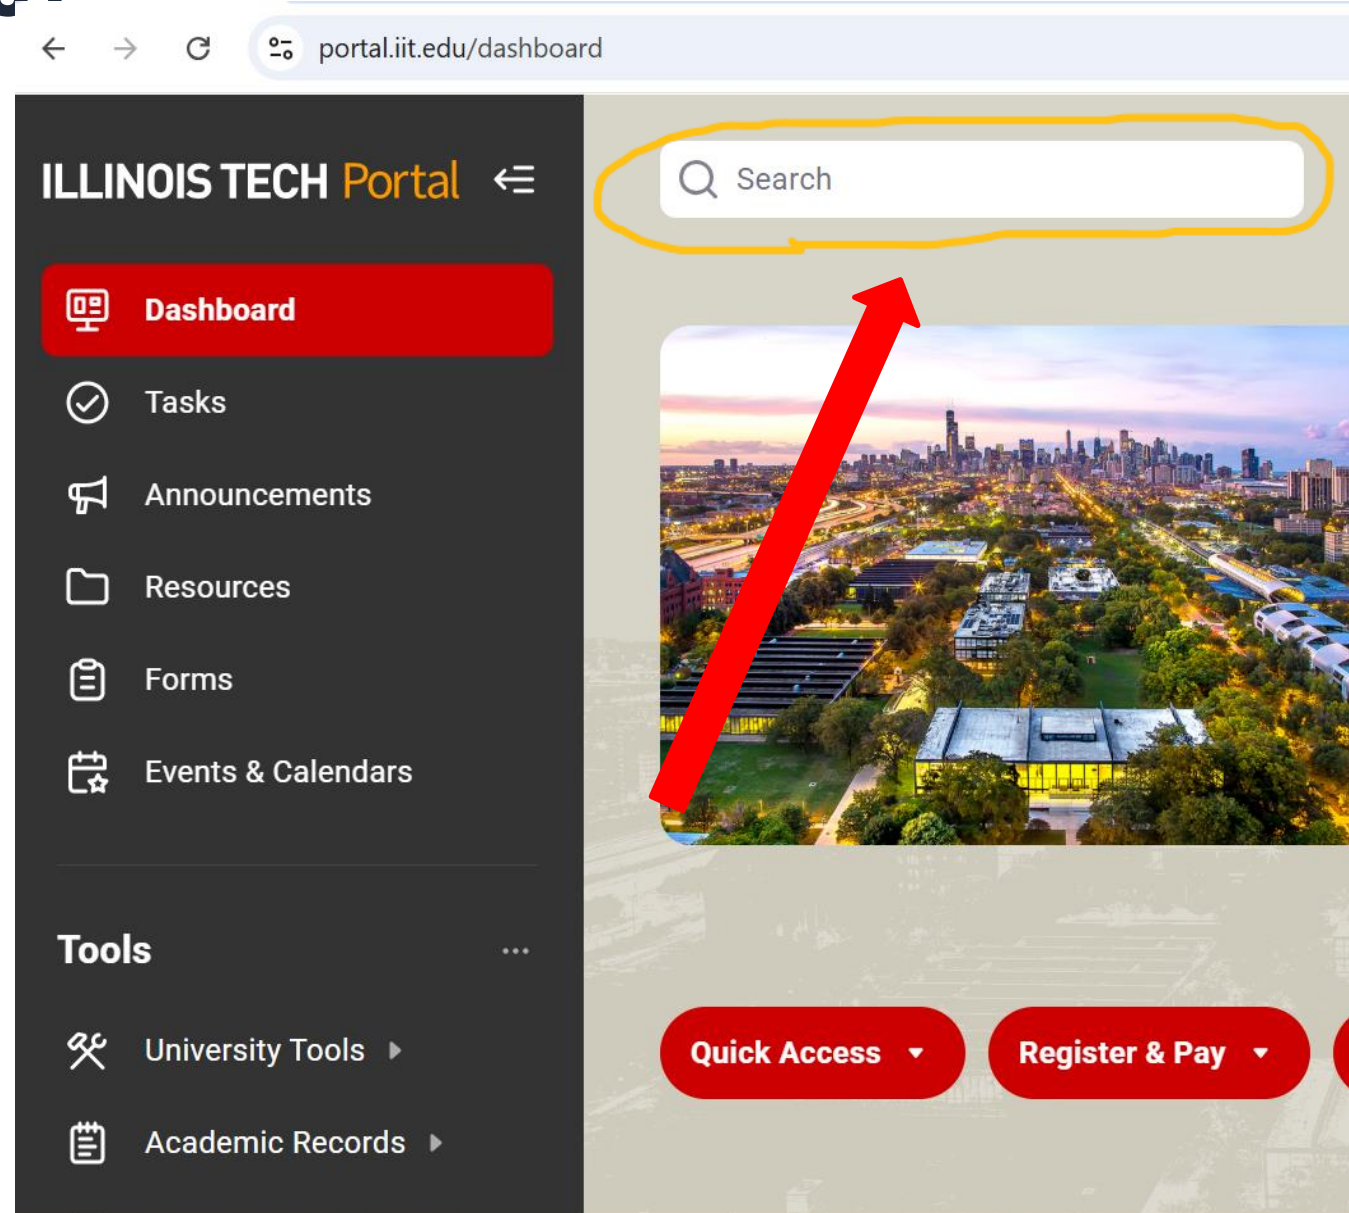 portal.iit.edu/dashboard
ILLINOIS TECH Portal
Search
Dashboard
Tasks
Announcements
Resources
Forms
Events & Calendars
Tools
University Tools
Academic Records
Quick Access
Register & Pay